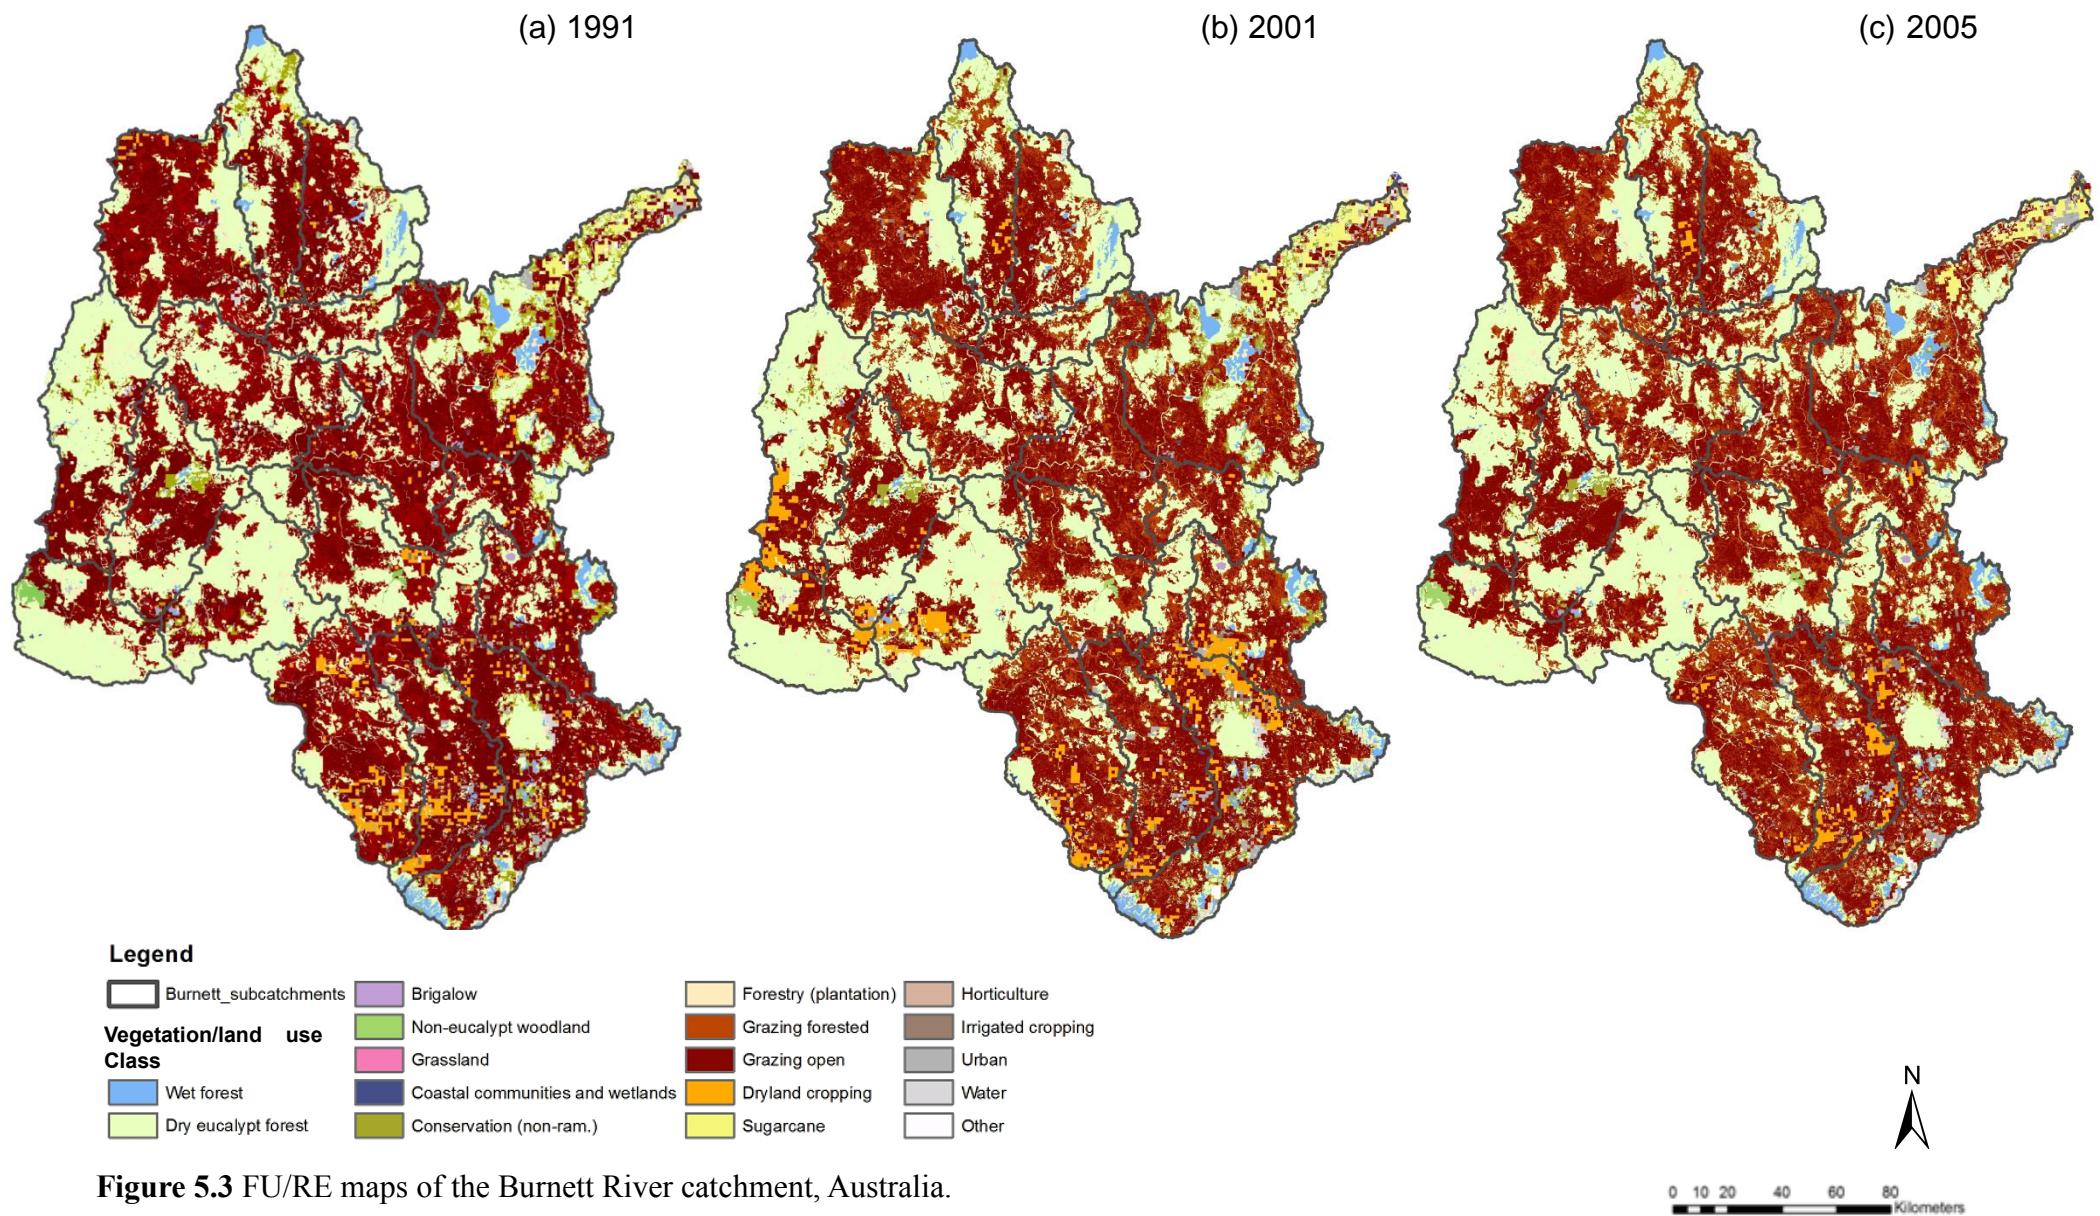 (a) 1991
(b) 2001
(c) 2005
Legend
Burnett_subcatchments
Vegetation/land use
Class
Wet forest
Dry eucalypt forest
Brigalow
Non-eucalypt woodland
Grassland
Coastal communities and wetlands
Conservation (non-ram.)
Forestry (plantation)
Grazing forested
Grazing open
Dryland cropping
Sugarcane
Horticulture
Irrigated cropping
Urban
Water
Other
N
0 10 20 40 60 80
Kilometers
Figure 5.3 FU/RE maps of the Burnett River catchment, Australia.